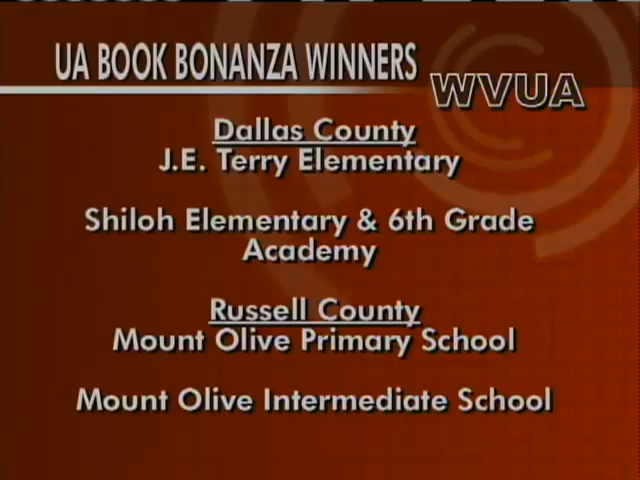 UA BOOK BONANZA WINNERS
WVUA
Dallas County
J.E. Terry Elementary
Shiloh Elementary & 6th Grade
Academy
Russell County
Mount Olive Primary School
Mount Olive Intermediate School